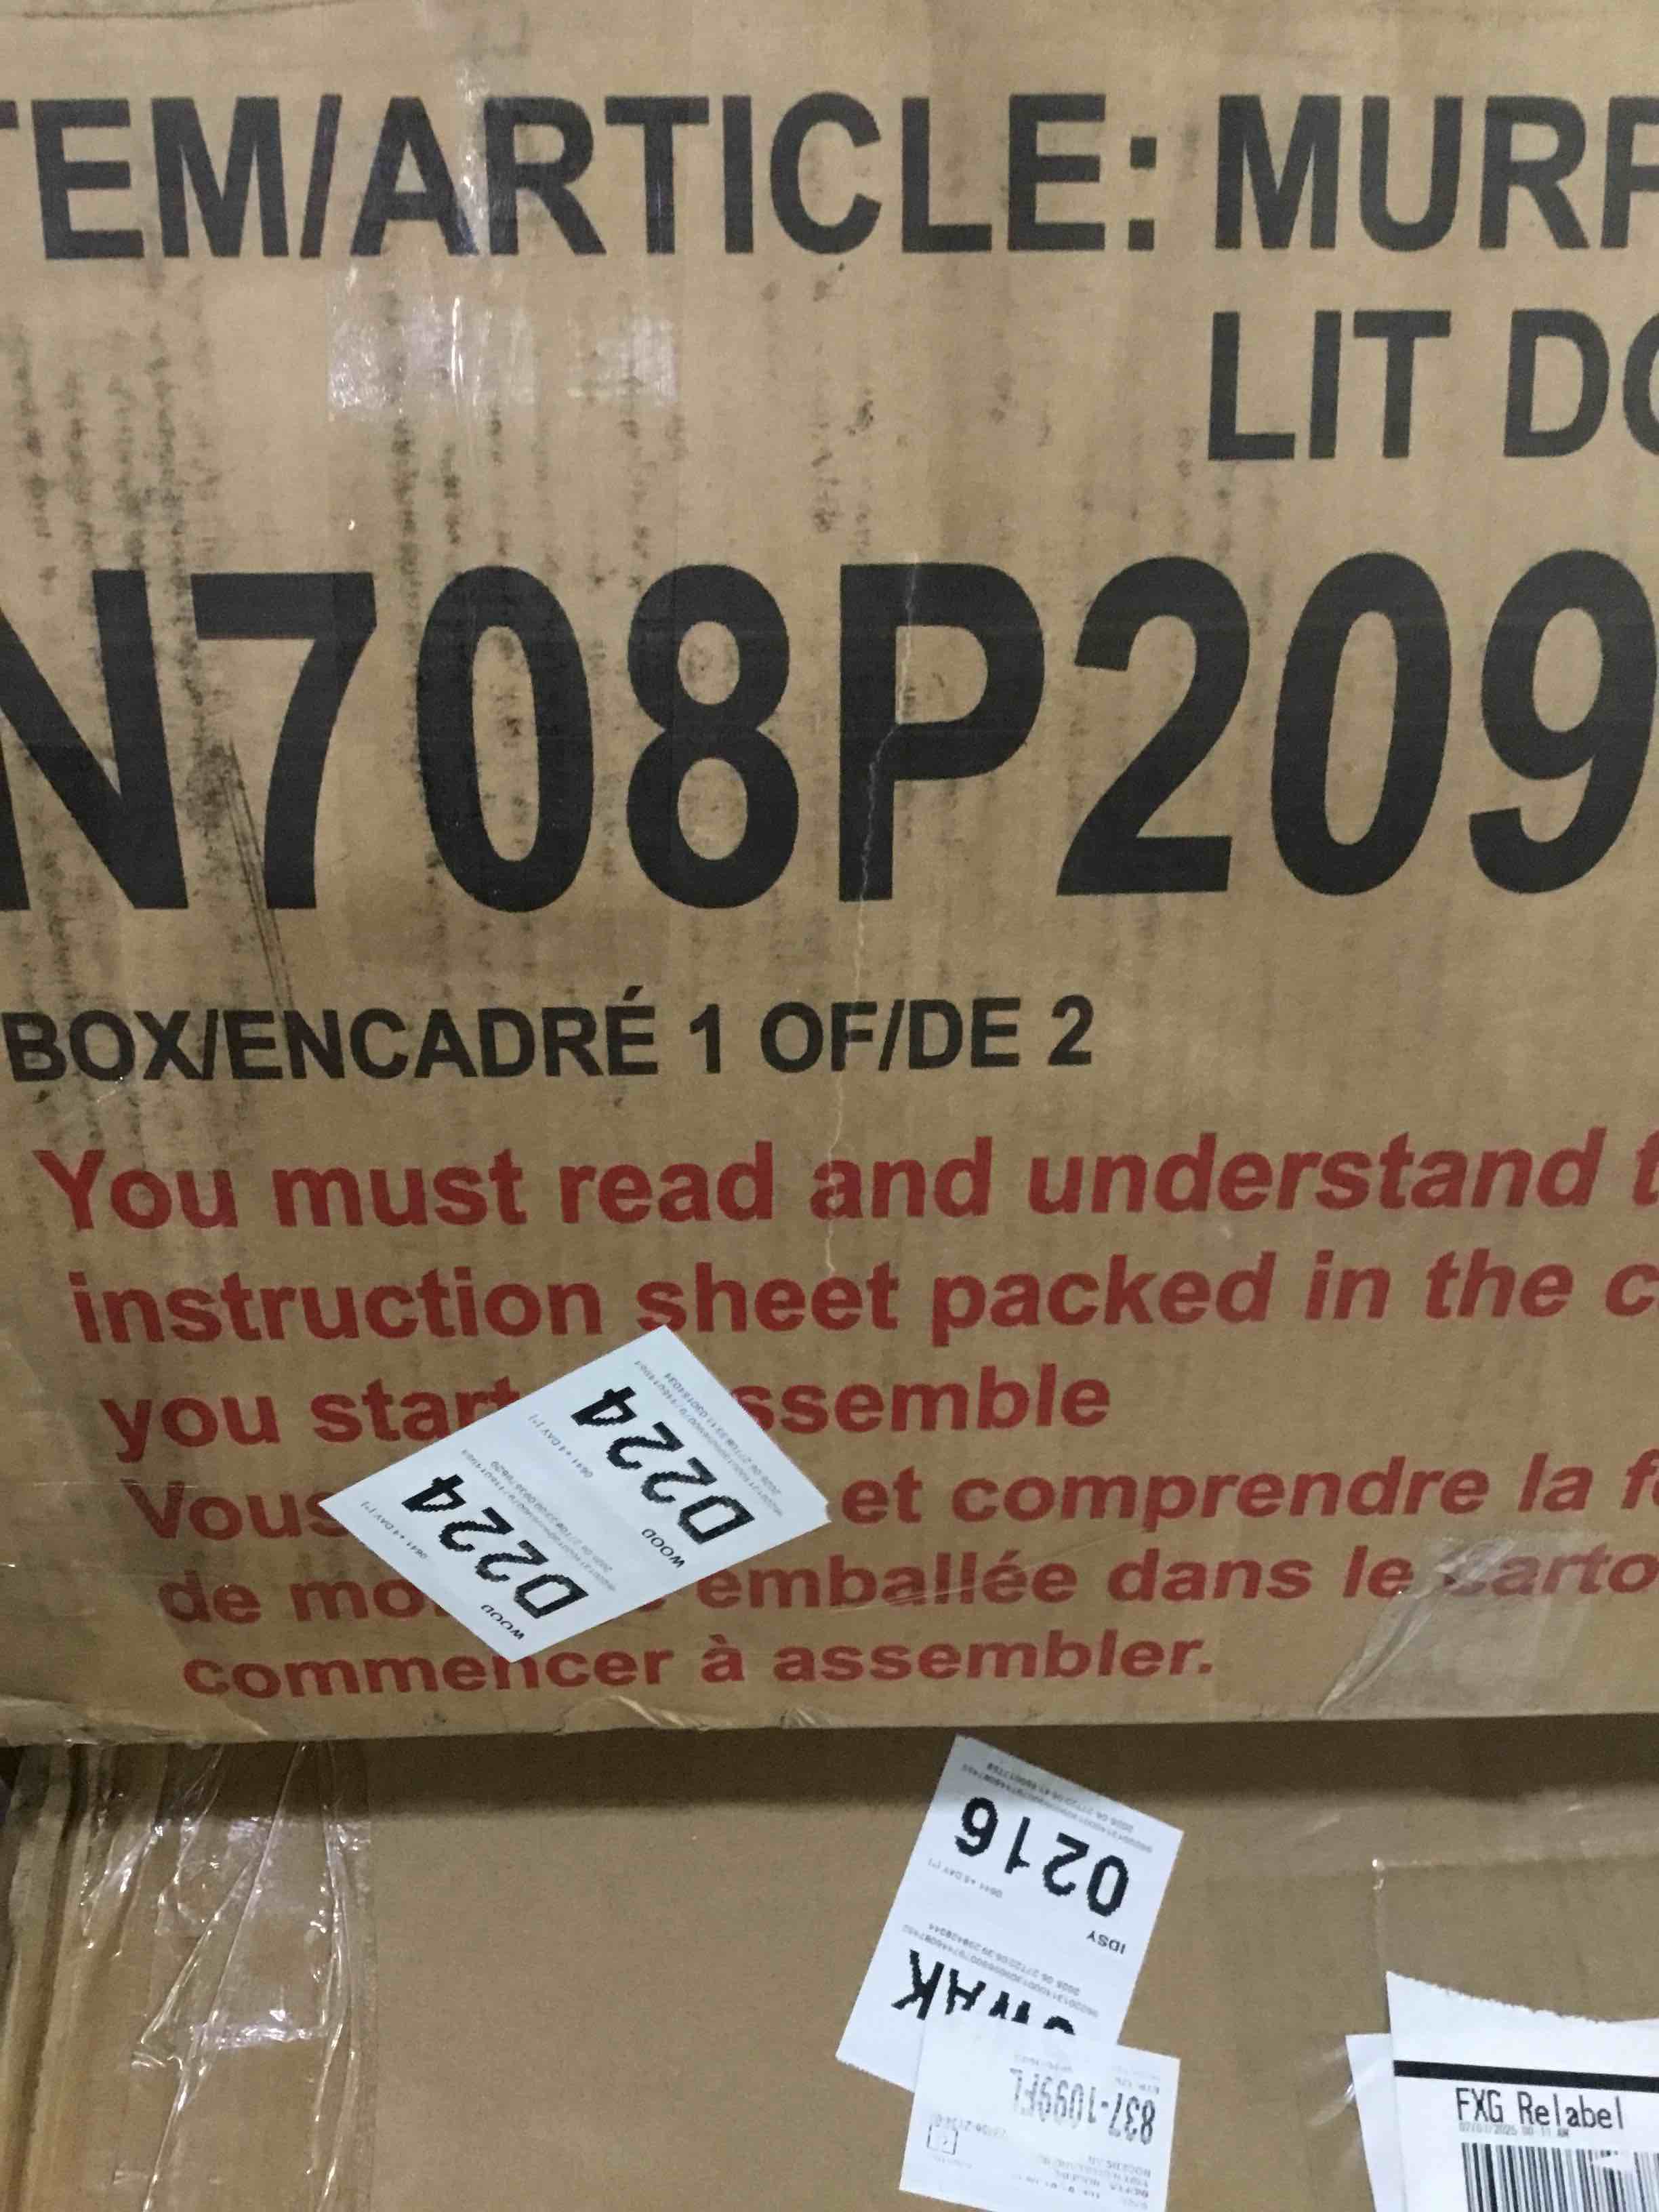 TEM/ARTICLE: MURP
LIT DO
N708P209
BOX/ENCADRÉ 1 OF/DE 2
You must read and understand t
instruction sheet packed in the c
you start ssemble
Vous et comprendre la f
de mo emballée dans le carto
commencer à assembler.
D224
WOOD
D224
WOOD
0216
IDSY
837-1099FL
FXG Relabel